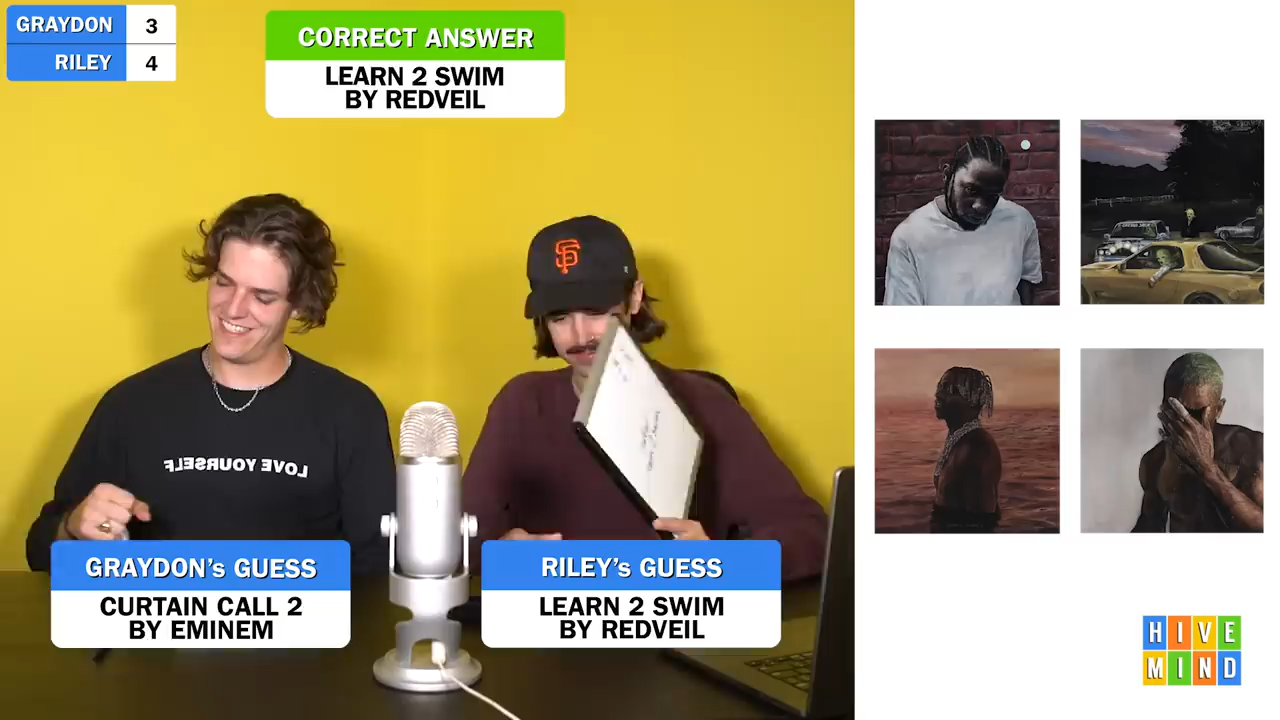 GRAYDON 3
RILEY 4
CORRECT ANSWER
LEARN 2 SWIM
BY REDVEIL
LOVE YOURSELF
GRAYDON's GUESS
CURTAIN CALL 2
BY EMINEM
RILEY's GUESS
LEARN 2 SWIM
BY REDVEIL
SF
HIVE
MIND